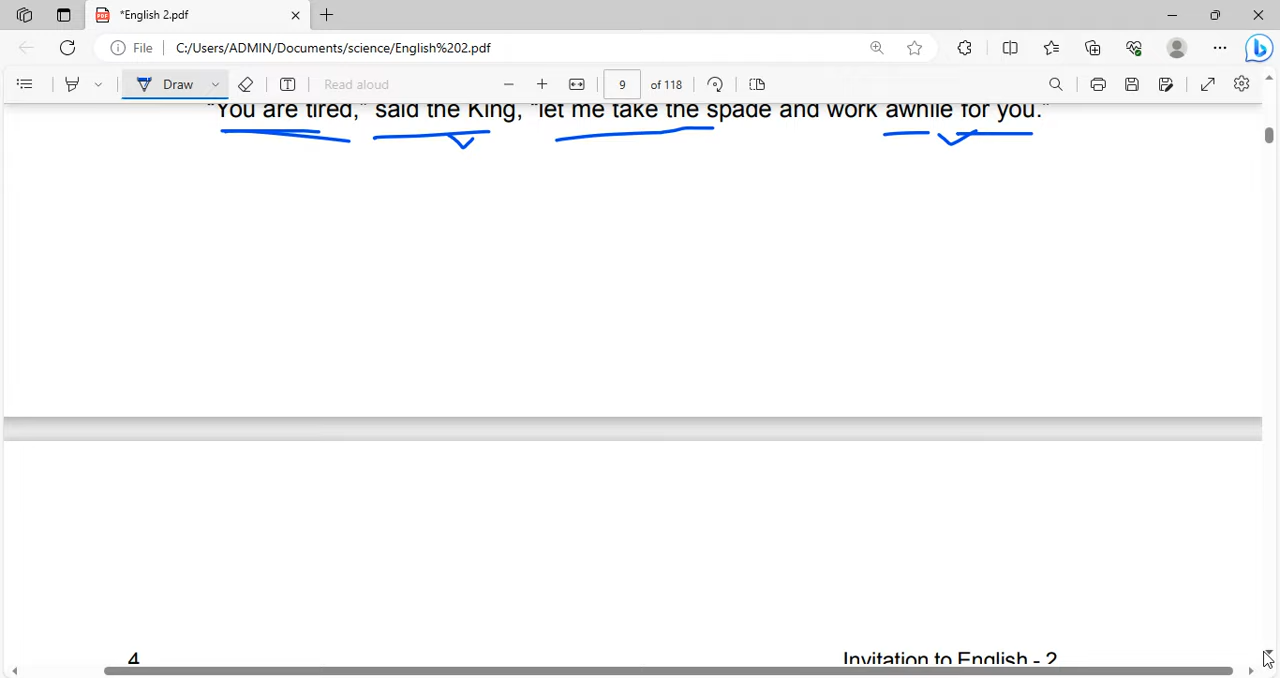 *English 2.pdf
File C:/Users/ADMIN/Documents/science/English%202.pdf
Draw Read aloud 9 of 118
"You are tired," said the King, "let me take the spade and work awhile for you."
4 Invitation to English - 2